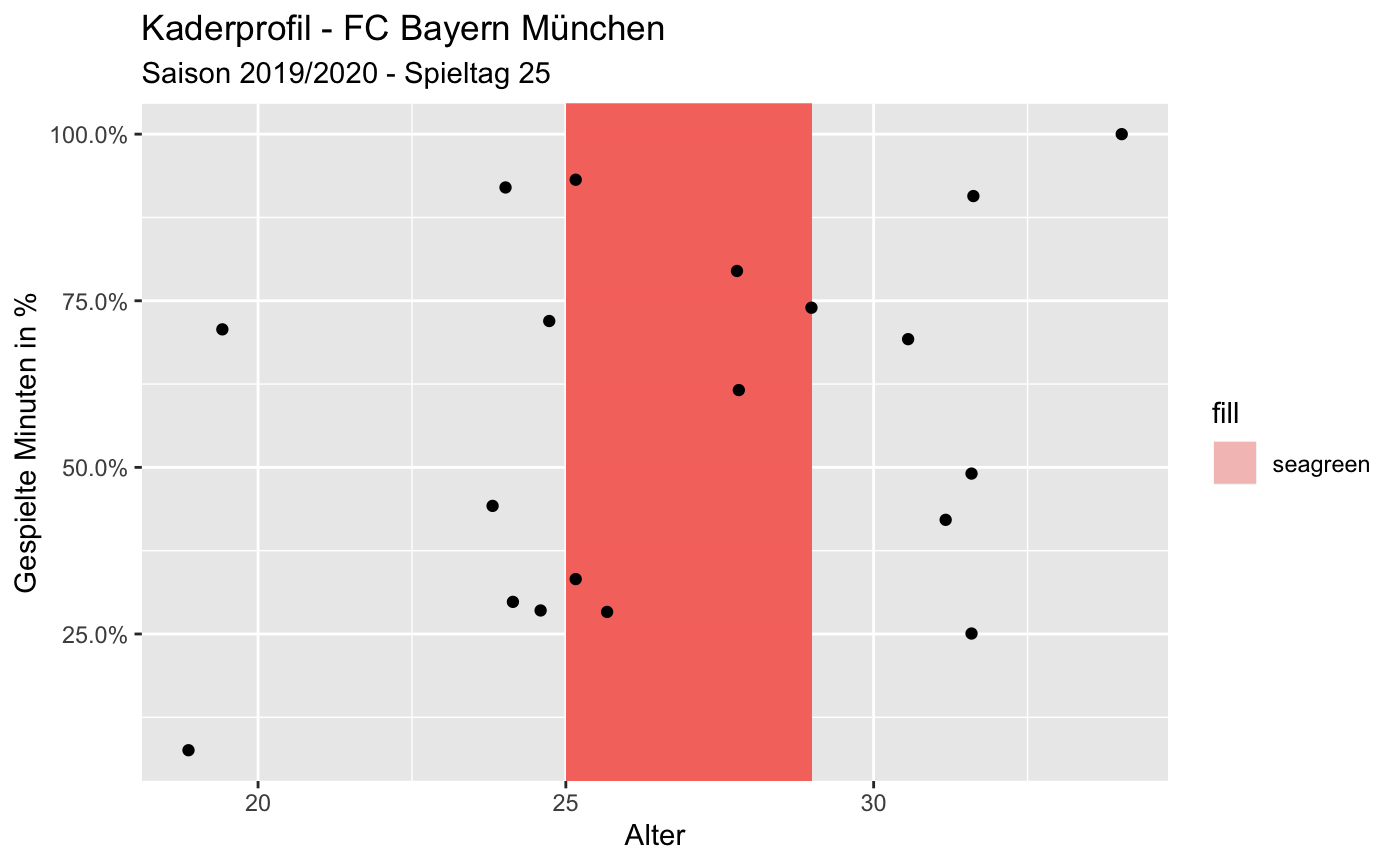 Kaderprofil - FC Bayern München
Saison 2019/2020 - Spieltag 25
100.0%
75.0%
50.0%
25.0%
Gespielte Minuten in %
20
25
30
Alter
fill
seagreen